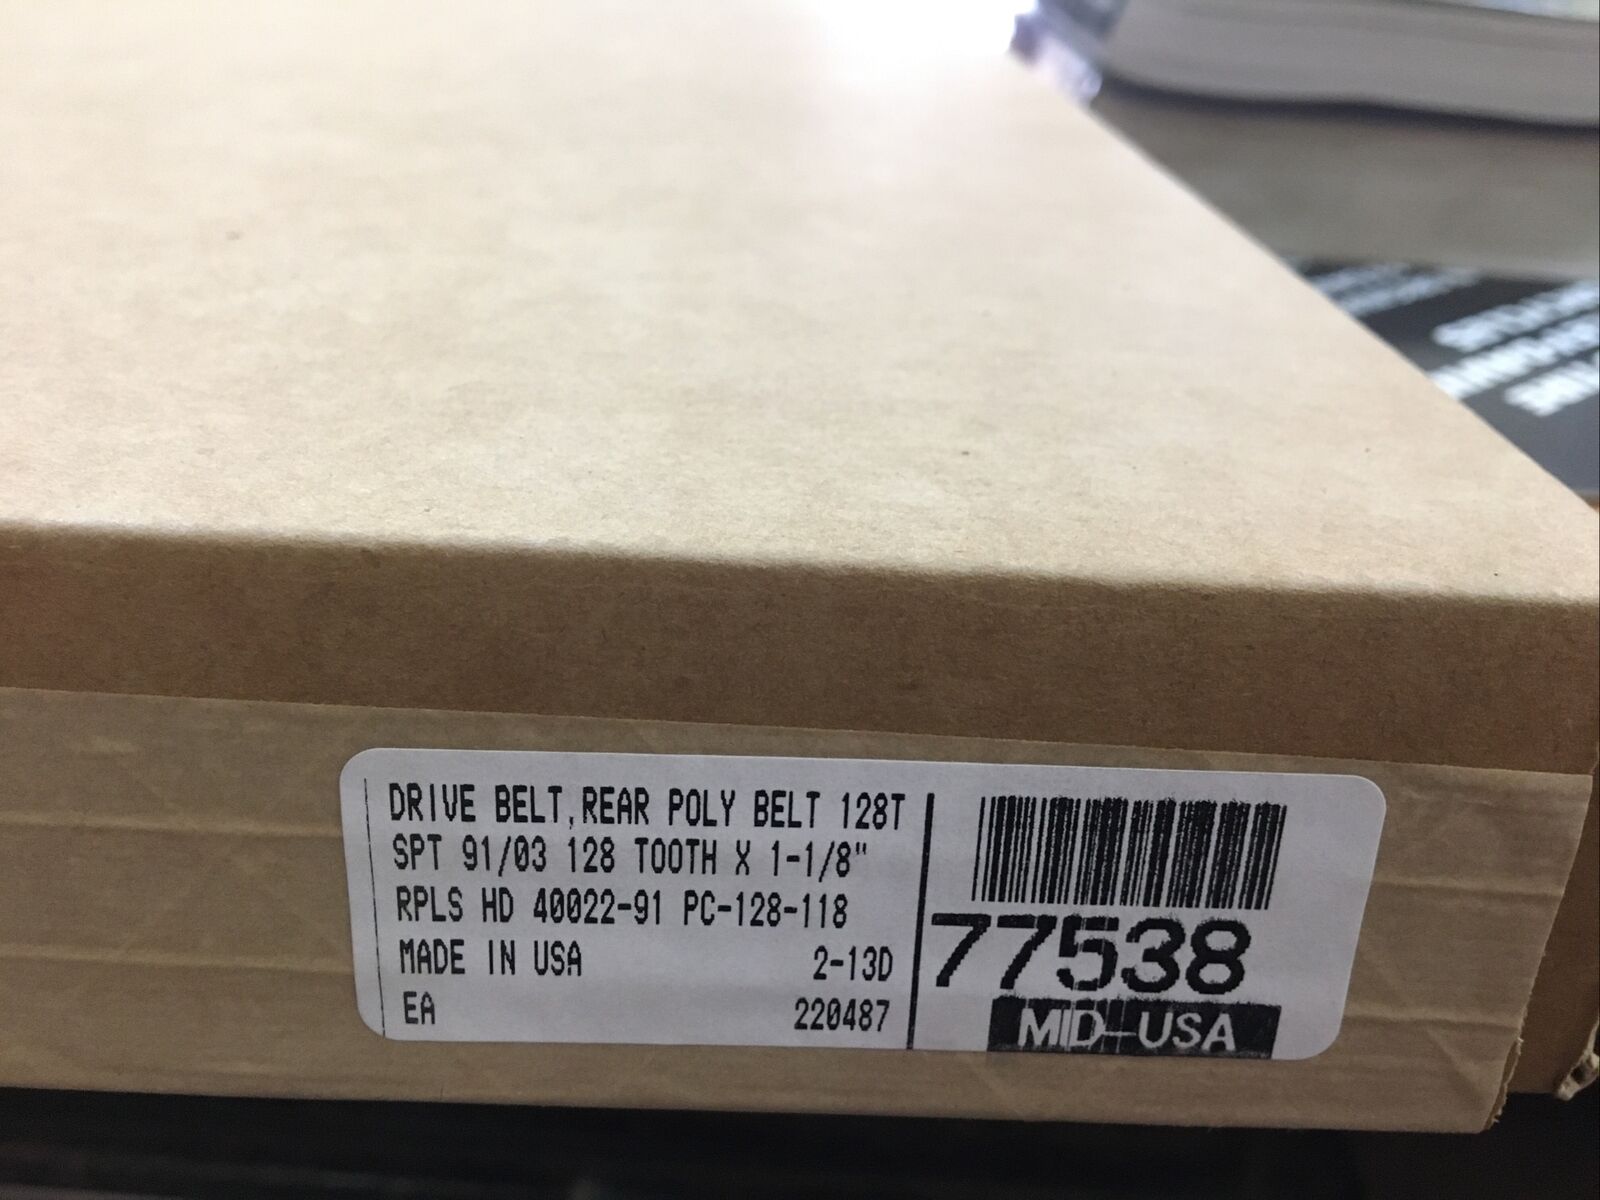 DRIVE BELT,REAR POLY BELT 128T
SPT 91/03 128 TOOTH X 1-1/8"
RPLS HD 40022-91 PC-128-118
MADE IN USA 2-13D
EA 220487
77538
MID-USA